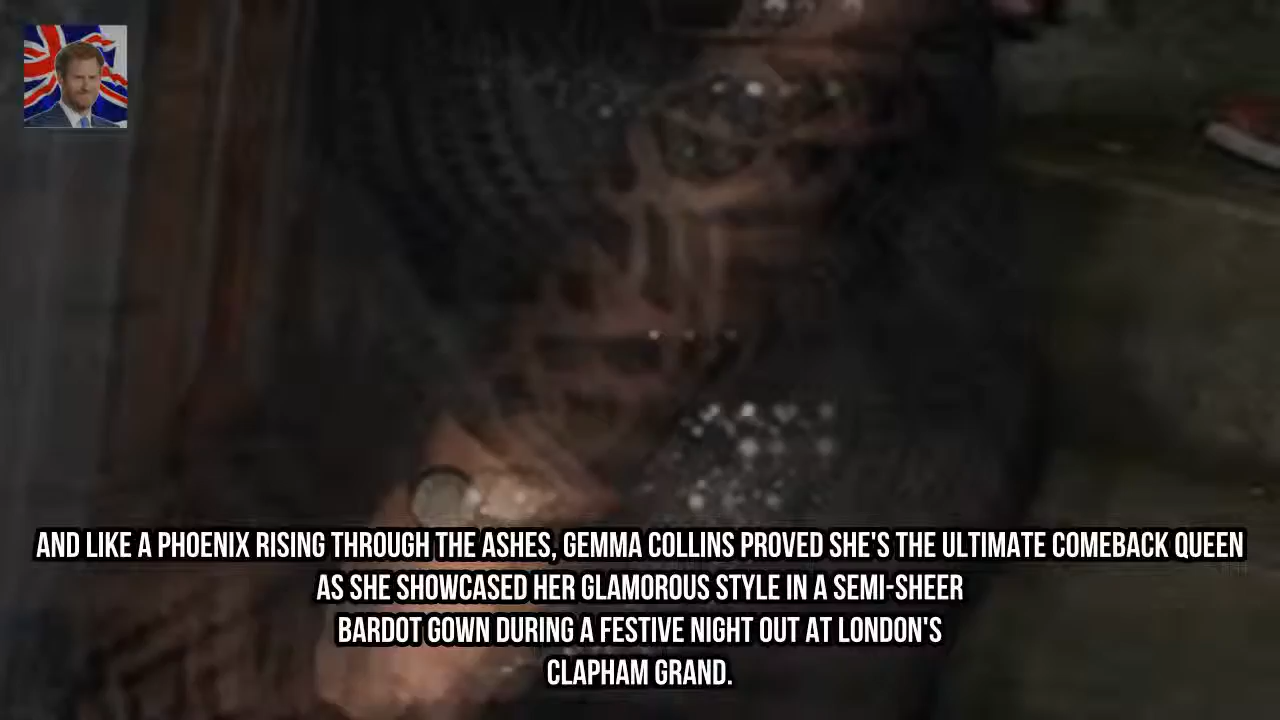 AND LIKE A PHOENIX RISING THROUGH THE ASHES, GEMMA COLLINS PROVED SHE'S THE ULTIMATE COMEBACK QUEEN
AS SHE SHOWCASED HER GLAMOROUS STYLE IN A SEMI-SHEER
BARDOT GOWN DURING A FESTIVE NIGHT OUT AT LONDON'S
CLAPHAM GRAND.